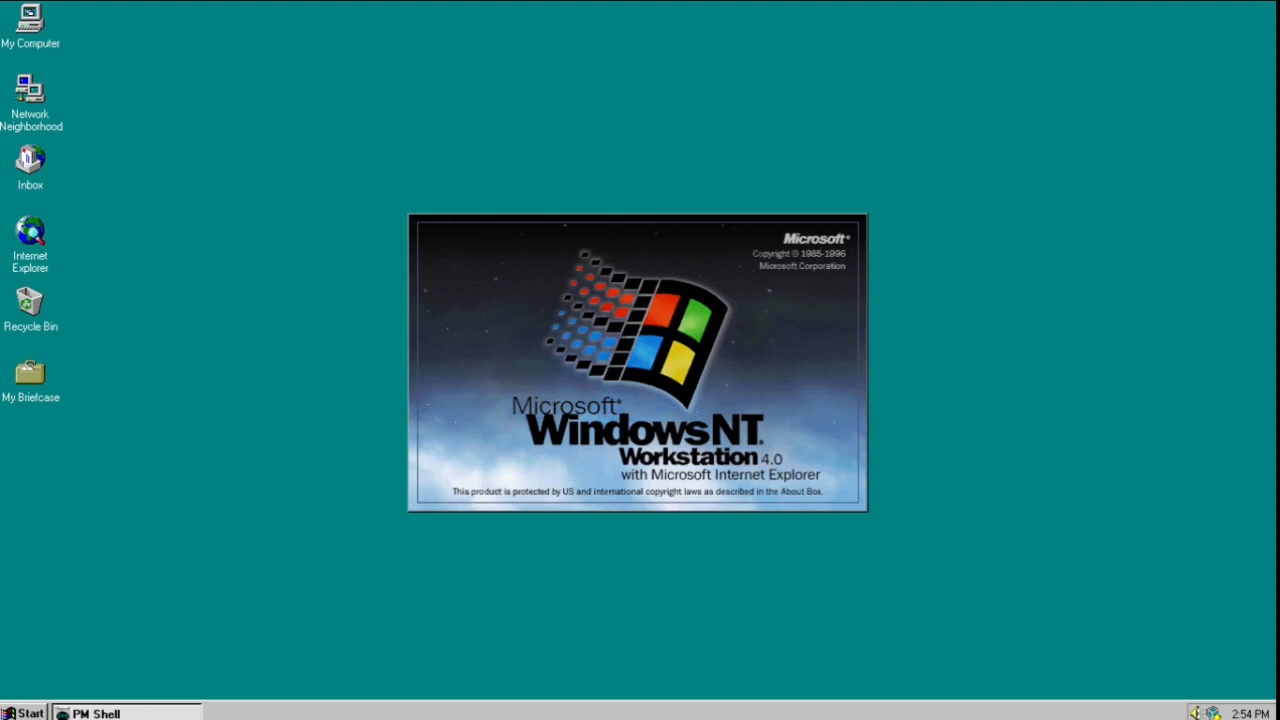 My Computer
Network
Neighborhood
Inbox
Internet
Explorer
Recycle Bin
My Briefcase
Microsoft®
Copyright © 1985-1996
Microsoft Corporation
Microsoft®
Windows NT®
Workstation 4.0
with Microsoft Internet Explorer
This product is protected by US and international copyright laws as described in the About Box.
Start
PM Shell
2:54 PM